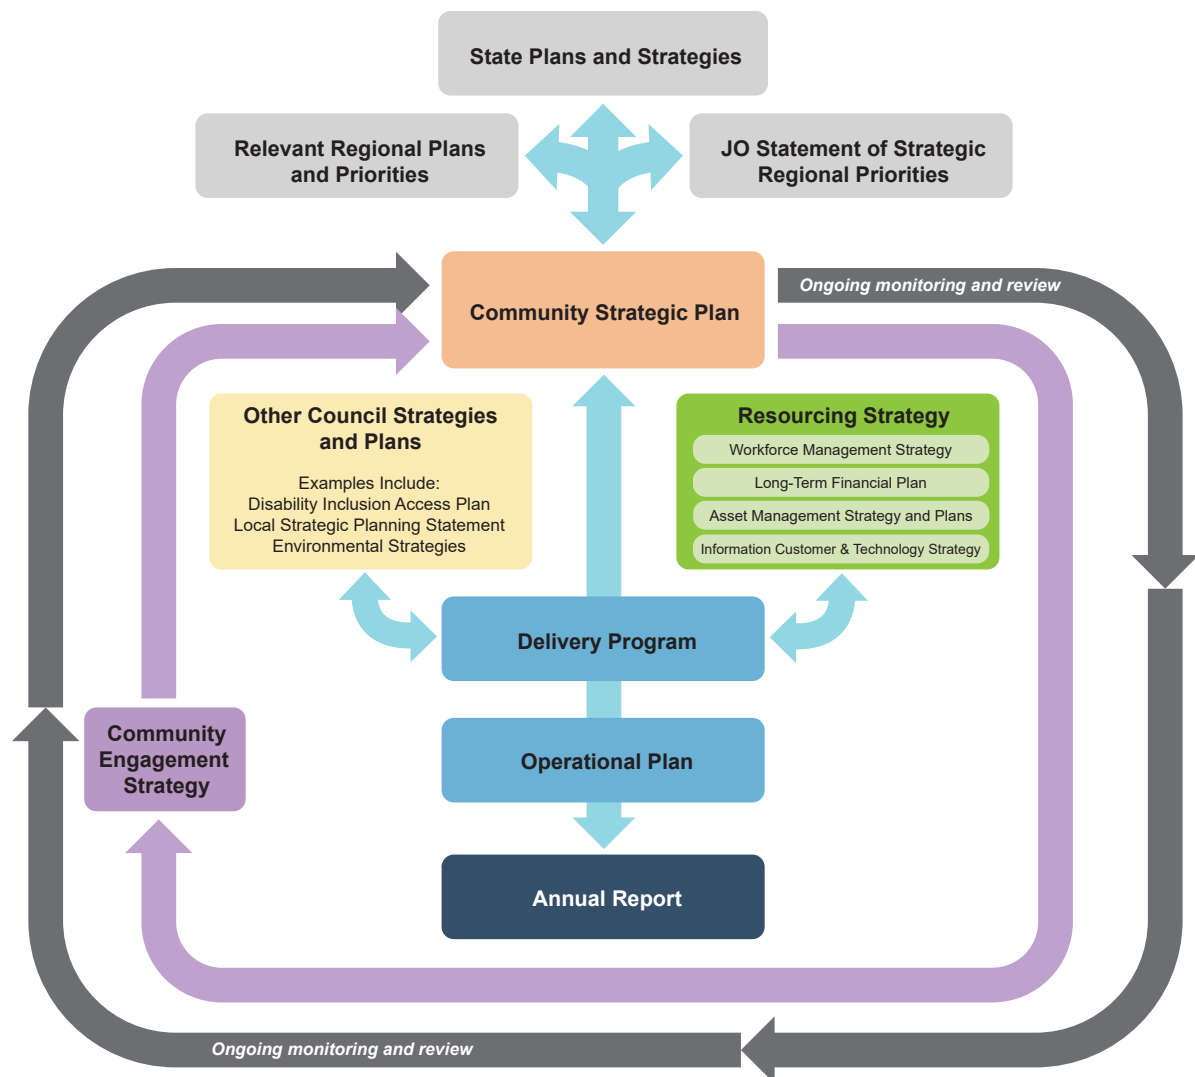 State Plans and Strategies
Relevant Regional Plans
and Priorities
JO Statement of Strategic
Regional Priorities
Community Strategic Plan
Ongoing monitoring and review
Other Council Strategies
and Plans
Examples Include:
Disability Inclusion Access Plan
Local Strategic Planning Statement
Environmental Strategies
Resourcing Strategy
Workforce Management Strategy
Long-Term Financial Plan
Asset Management Strategy and Plans
Information Customer & Technology Strategy
Delivery Program
Community
Engagement
Strategy
Operational Plan
Annual Report
Ongoing monitoring and review